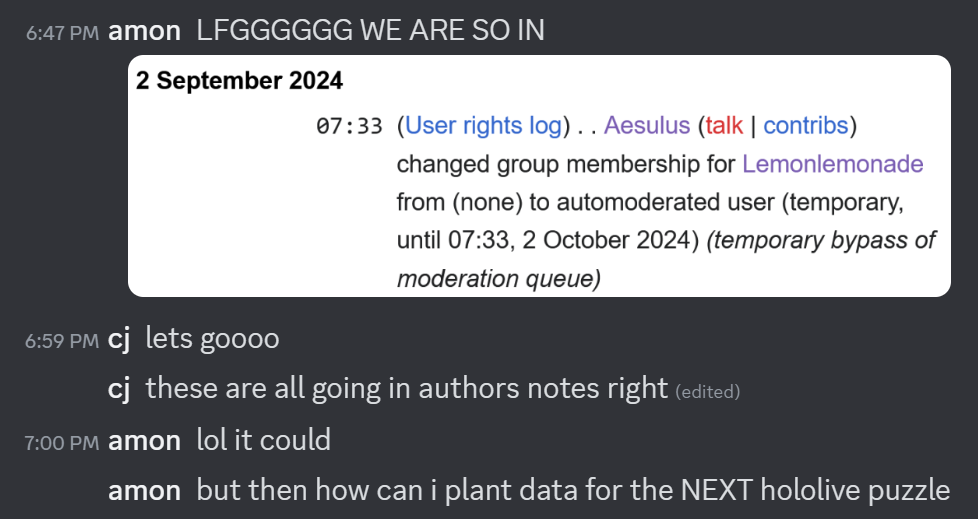 6:47 PM amon LFGGGGGG WE ARE SO IN
2 September 2024
07:33 (User rights log) . . Aesulus (talk | contribs)
changed group membership for Lemonlemonade
from (none) to automoderated user (temporary,
until 07:33, 2 October 2024) (temporary bypass of
moderation queue)
6:59 PM cj lets goooo
cj these are all going in authors notes right (edited)
7:00 PM amon lol it could
amon but then how can i plant data for the NEXT hololive puzzle